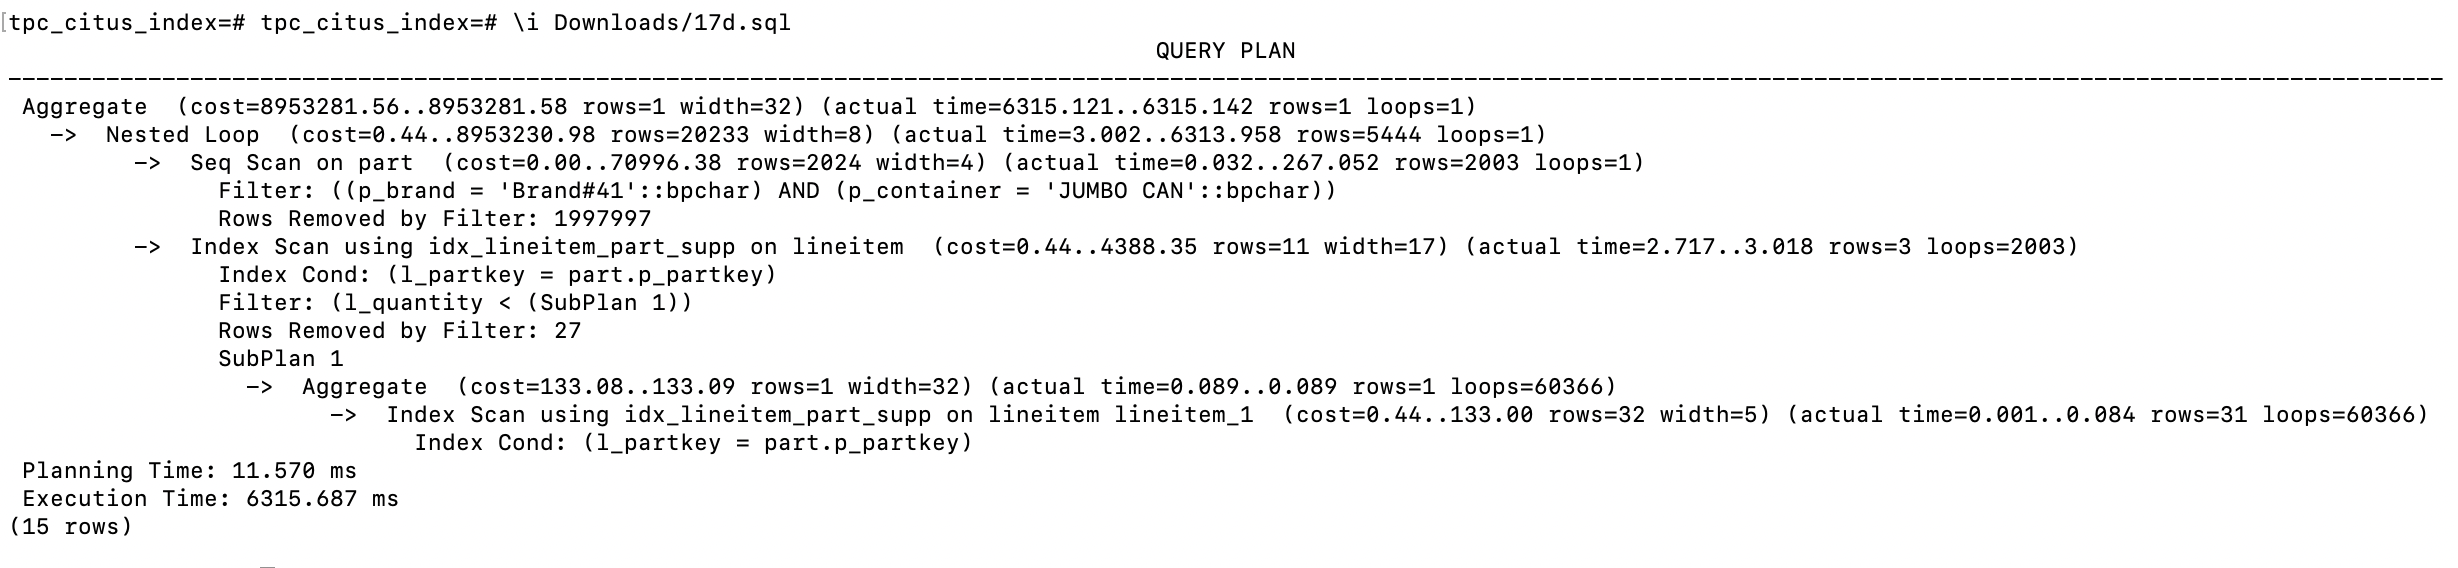 [tpc_citus_index=# tpc_citus_index=# \i Downloads/17d.sql
QUERY PLAN
------------------------------------------------------------------------------------------------------------------------------------------------------------------------------
Aggregate  (cost=8953281.56..8953281.58 rows=1 width=32) (actual time=6315.121..6315.142 rows=1 loops=1)
  ->  Nested Loop  (cost=0.44..8953230.98 rows=20233 width=8) (actual time=3.002..6313.958 rows=5444 loops=1)
        ->  Seq Scan on part  (cost=0.00..70996.38 rows=2024 width=4) (actual time=0.032..267.052 rows=2003 loops=1)
              Filter: ((p_brand = 'Brand#41'::bpchar) AND (p_container = 'JUMBO CAN'::bpchar))
              Rows Removed by Filter: 1997997
        ->  Index Scan using idx_lineitem_part_supp on lineitem  (cost=0.44..4388.35 rows=11 width=17) (actual time=2.717..3.018 rows=3 loops=2003)
              Index Cond: (l_partkey = part.p_partkey)
              Filter: (l_quantity < (SubPlan 1))
              Rows Removed by Filter: 27
              SubPlan 1
                ->  Aggregate  (cost=133.08..133.09 rows=1 width=32) (actual time=0.089..0.089 rows=1 loops=60366)
                      ->  Index Scan using idx_lineitem_part_supp on lineitem lineitem_1  (cost=0.44..133.00 rows=32 width=5) (actual time=0.001..0.084 rows=31 loops=60366)
                            Index Cond: (l_partkey = part.p_partkey)
Planning Time: 11.570 ms
Execution Time: 6315.687 ms
(15 rows)